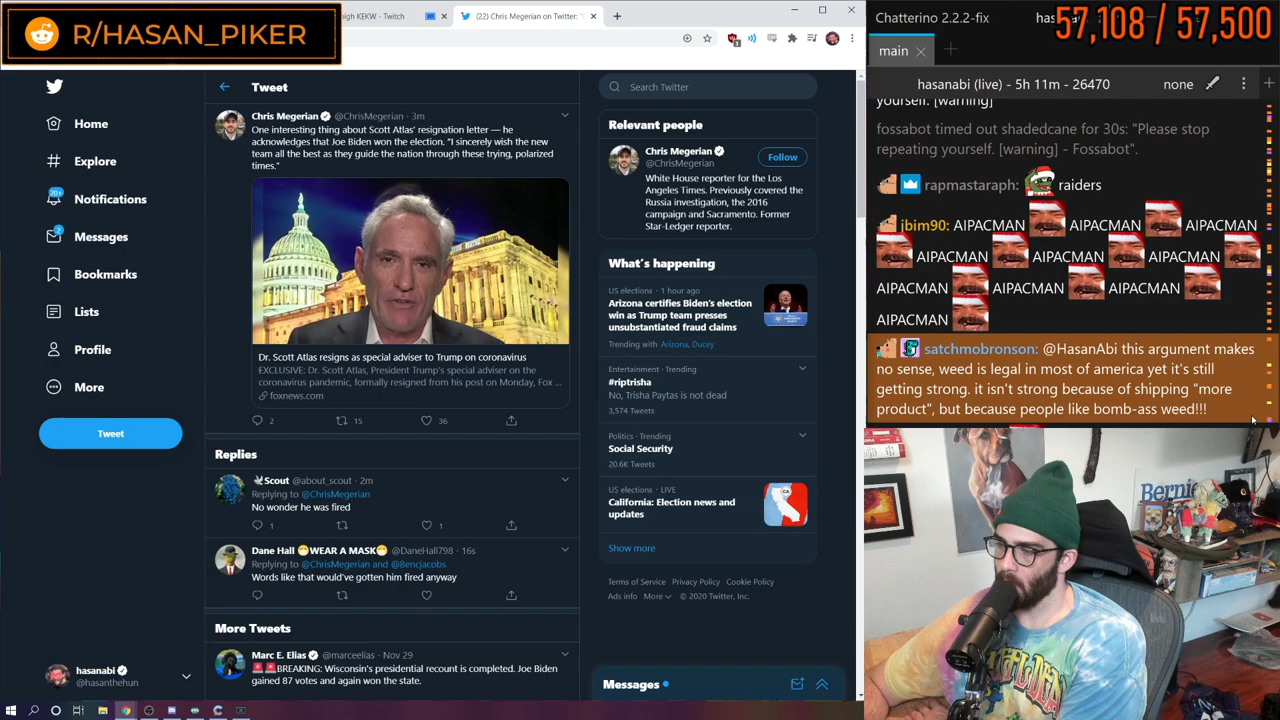 R/HASAN_PIKER
igh KEKW - Twitch
(22) Chris Megerian on Twitter: "
Home
Explore
20+
Notifications
2
Messages
Bookmarks
Lists
Profile
More
Tweet
hasanabi
@hasanthehun
Tweet
Chris Megerian @ChrisMegerian · 3m
One interesting thing about Scott Atlas' resignation letter — he
acknowledges that Joe Biden won the election. "I sincerely wish the new
team all the best as they guide the nation through these trying, polarized
times."
Dr. Scott Atlas resigns as special adviser to Trump on coronavirus
EXCLUSIVE: Dr. Scott Atlas, President Trump's special adviser on the
coronavirus pandemic, formally resigned from his post on Monday, Fox ...
foxnews.com
2 15 36
Replies
Scout @about_scout · 2m
Replying to @ChrisMegerian
No wonder he was fired
1 1
Dane Hall WEAR A MASK @DaneHall798 · 16s
Replying to @ChrisMegerian and @Bencjacobs
Words like that would've gotten him fired anyway
More Tweets
Marc E. Elias @marceelias · Nov 29
BREAKING: Wisconsin's presidential recount is completed. Joe Biden
gained 87 votes and again won the state.
Search Twitter
Relevant people
Chris Megerian
@ChrisMegerian
Follow
White House reporter for the Los
Angeles Times. Previously covered the
Russia investigation, the 2016
campaign and Sacramento. Former
Star-Ledger reporter.
What's happening
US elections · 1 hour ago
Arizona certifies Biden's election
win as Trump team presses
unsubstantiated fraud claims
Trending with Arizona, Ducey
Entertainment · Trending
#riptrisha
No, Trisha Paytas is not dead
3,574 Tweets
Politics · Trending
Social Security
20.6K Tweets
US elections · LIVE
California: Election news and
updates
Show more
Terms of Service Privacy Policy Cookie Policy
Ads info More © 2020 Twitter, Inc.
Messages
Chatterino 2.2.2-fix
57,108 / 57,500
main
hasanabi (live) - 5h 11m - 26470
none
yourself. [warning]
fossabot timed out shadedcane for 30s: "Please stop
repeating yourself. [warning] - Fossabot".
rapmastaraph: raiders
jbim90: AIPACMAN AIPACMAN AIPACMAN
AIPACMAN AIPACMAN AIPACMAN
AIPACMAN AIPACMAN AIPACMAN
AIPACMAN
satchmobronson: @HasanAbi this argument makes
no sense, weed is legal in most of america yet it's still
getting strong. it isn't strong because of shipping "more
product", but because people like bomb-ass weed!!!
Bernie